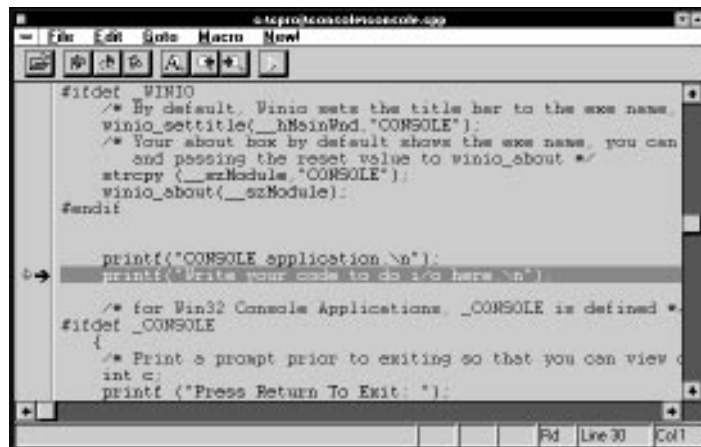 c:\cproj\console\console.cpp
File Edit Goto Macro New!
#ifdef _WINIO
/* By default, Winio sets the title bar to the exe name,
winio_settitle(__hMainWnd,"CONSOLE");
/* Your about box by default shows the exe name, you can
and passing the reset value to winio_about */
strcpy (__szModule,"CONSOLE");
winio_about(__szModule);
#endif
printf("CONSOLE application.\n");
printf("Write your code to do i/o here.\n");
/* for Win32 Console Applications, _CONSOLE is defined *
#ifdef _CONSOLE
{
/* Print a prompt prior to exiting so that you can view
int c;
printf ("Press Return To Exit: ");
Rd Line 30 Col 1